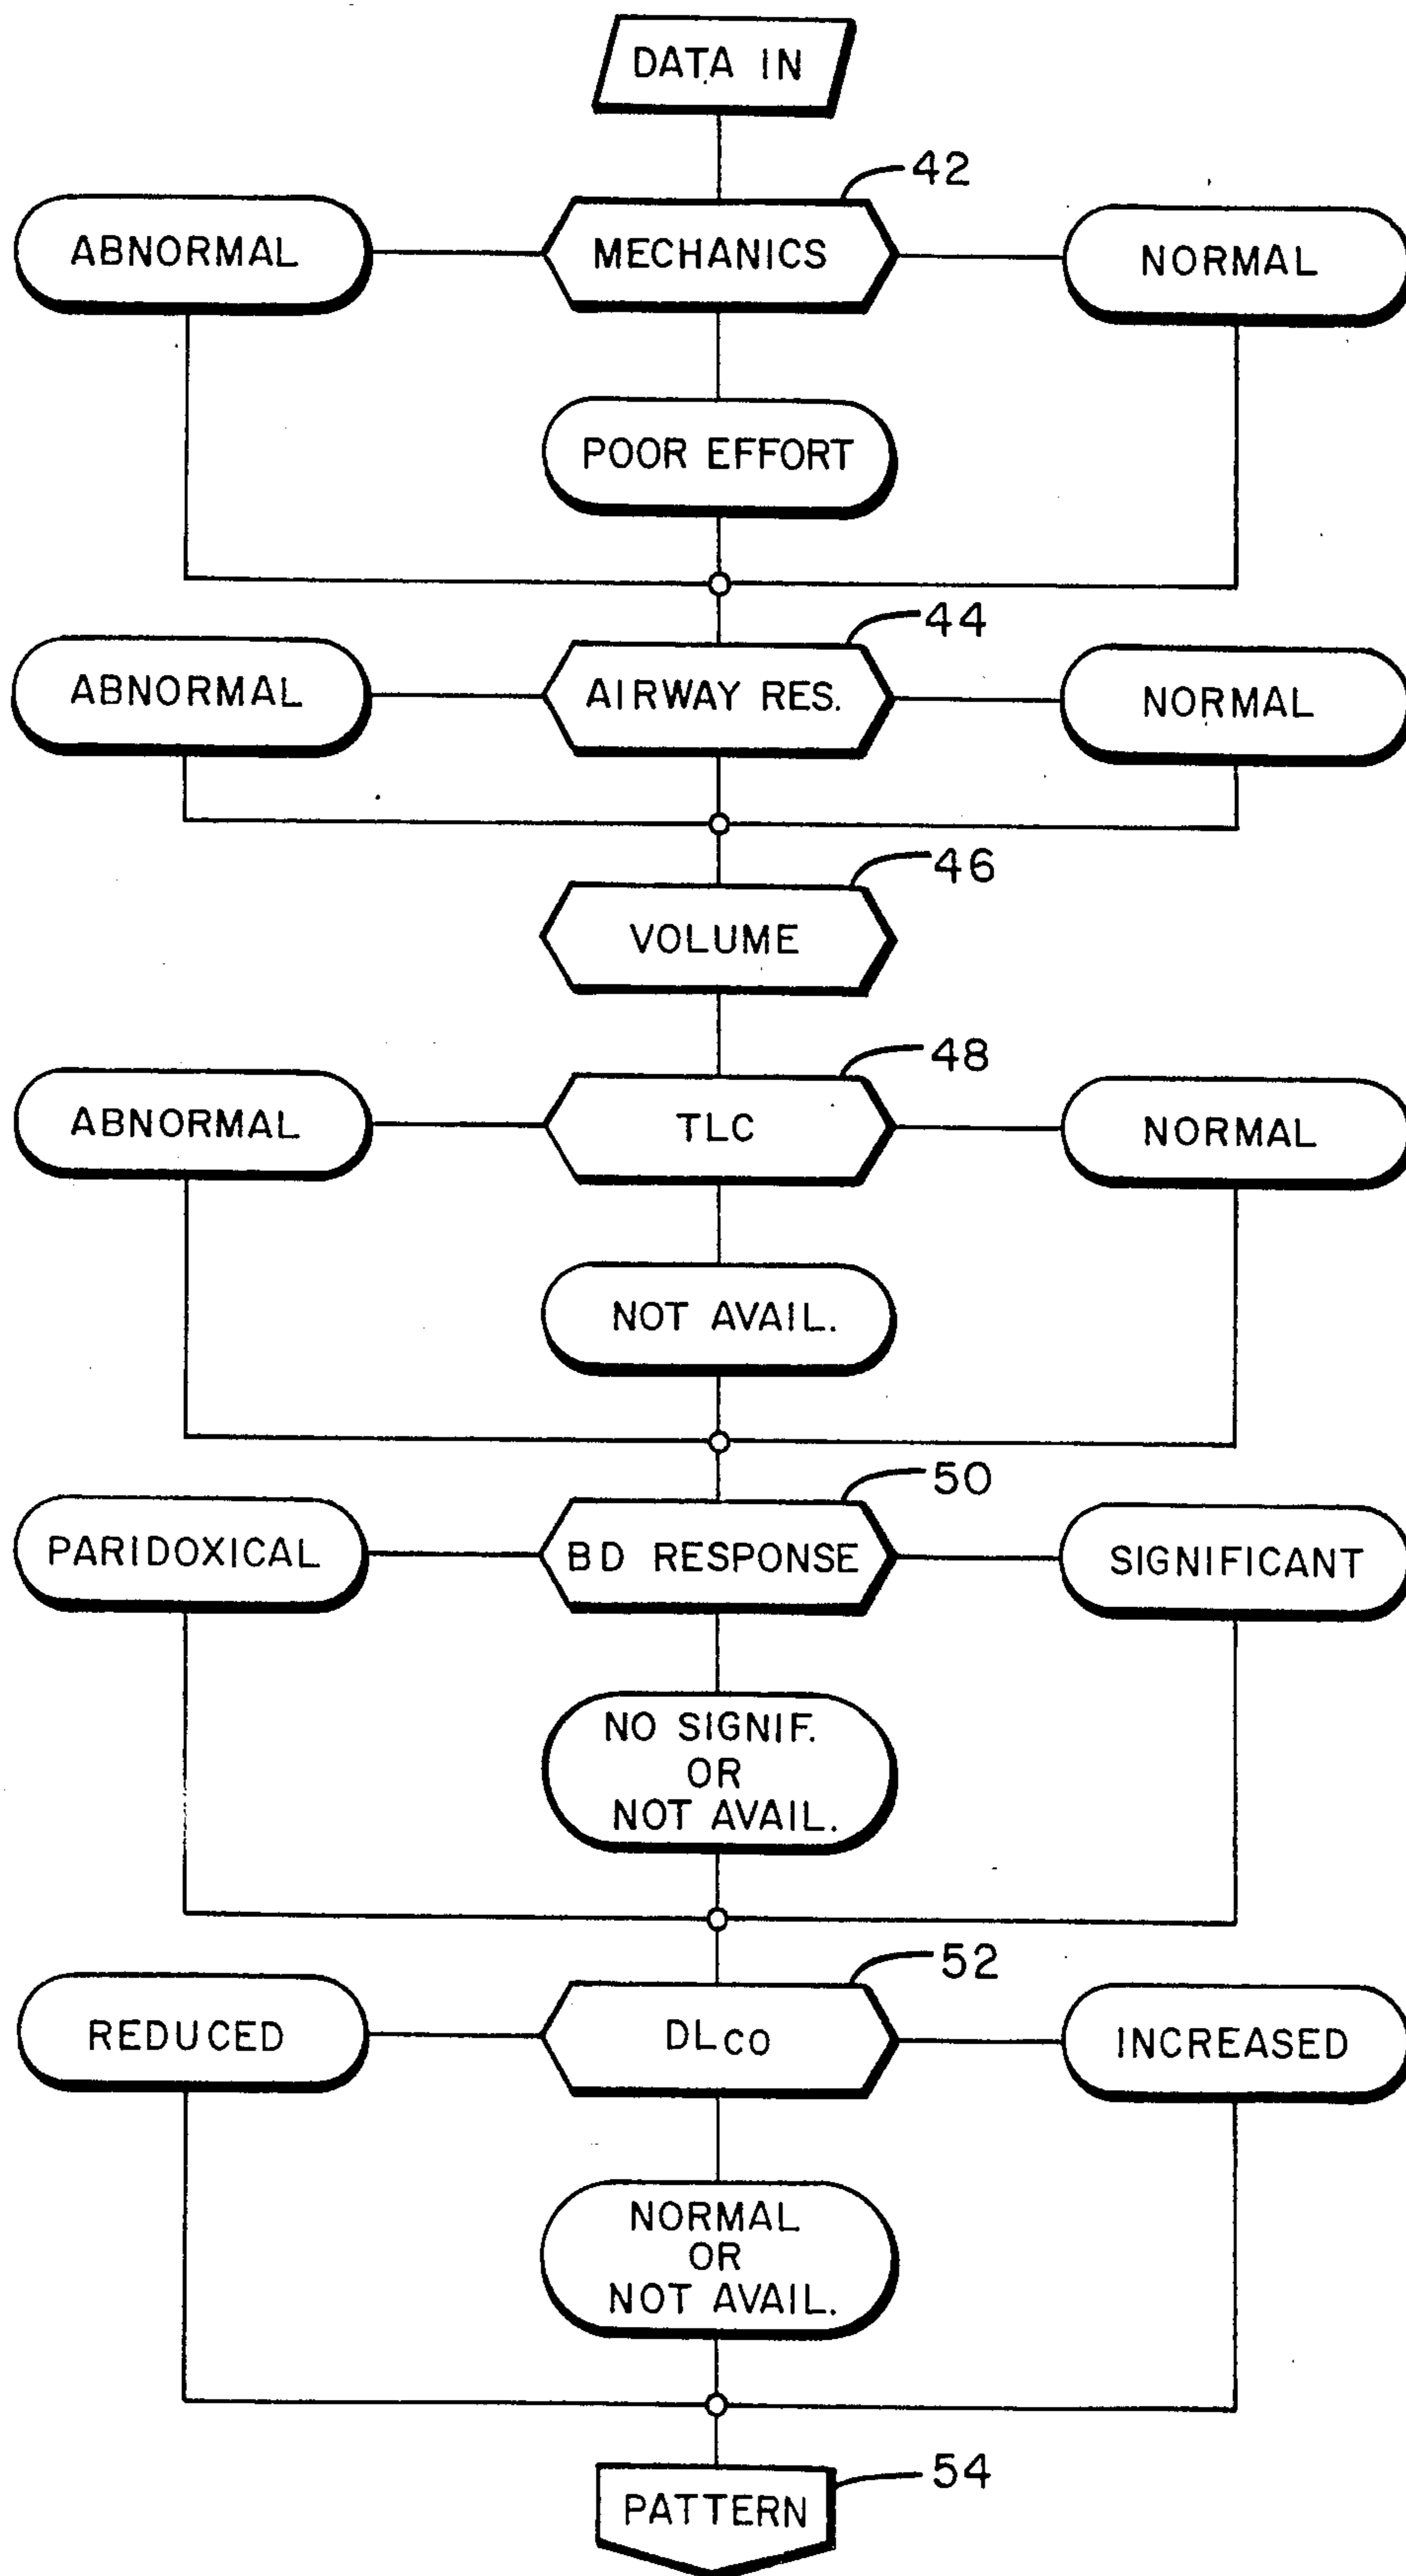 DATA IN
42
ABNORMAL
MECHANICS
NORMAL
POOR EFFORT
44
ABNORMAL
AIRWAY RES.
NORMAL
46
VOLUME
48
ABNORMAL
TLC
NORMAL
NOT AVAIL.
50
PARIDOXICAL
BD RESPONSE
SIGNIFICANT
NO SIGNIF.
OR
NOT AVAIL.
52
REDUCED
DLCO
INCREASED
NORMAL
OR
NOT AVAIL.
54
PATTERN